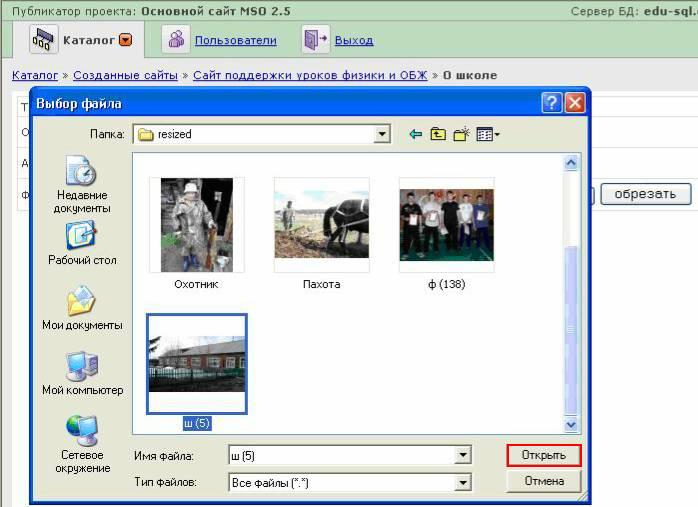 Публикатор проекта: Основной сайт MSO 2.5
Сервер БД: edu-sql.
Каталог
Пользователи
Выход
Каталог » Созданные сайты » Сайт поддержки уроков физики и ОБЖ » О школе
Выбор файла
Папка: resized
Недавние документы
Рабочий стол
Мои документы
Мой компьютер
Сетевое окружение
Охотник
Пахота
ф (138)
ш (5)
Имя файла: ш (5)
Открыть
Тип файлов: Все файлы (*.*)
Отмена
обрезать